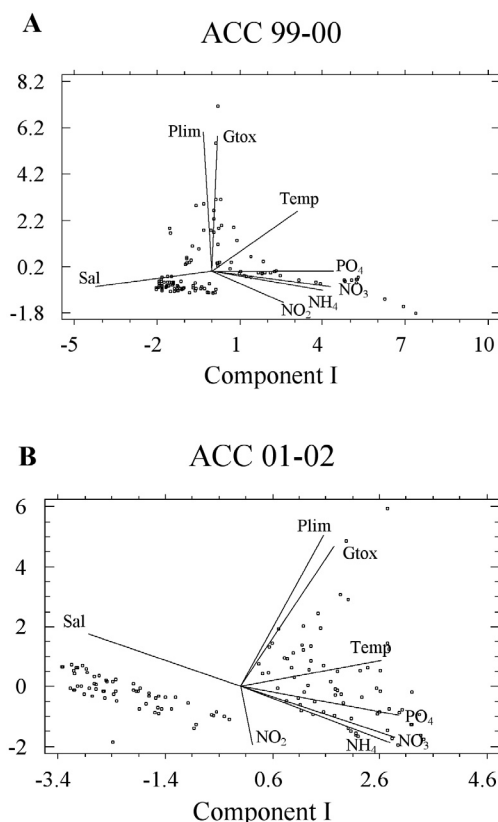 A
ACC 99-00
8.2
6.2
4.2
2.2
0.2
-1.8
Plim
Gtox
Temp
Sal
PO₄
NO₃
NH₄
NO₂
-5 -2 1 4 7 10
Component I
B
ACC 01-02
6
4
2
0
-2
Plim
Gtox
Sal
Temp
PO₄
NO₂
NH₄
NO₃
-3.4 -1.4 0.6 2.6 4.6
Component I